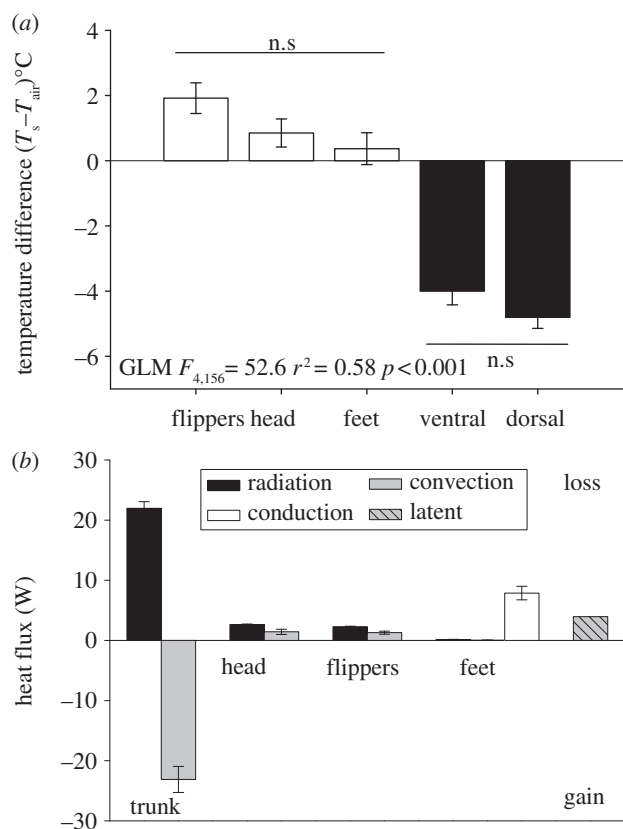 (a)
4
2
0
−2
−4
−6
temperature difference (Ts−Tair)°C
n.s
n.s
GLM F4,156= 52.6 r2= 0.58 p<0.001
flippers head feet ventral dorsal
(b)
30
20
10
0
−10
−20
−30
heat flux (W)
radiation convection
conduction latent
loss
head flippers feet
trunk
gain